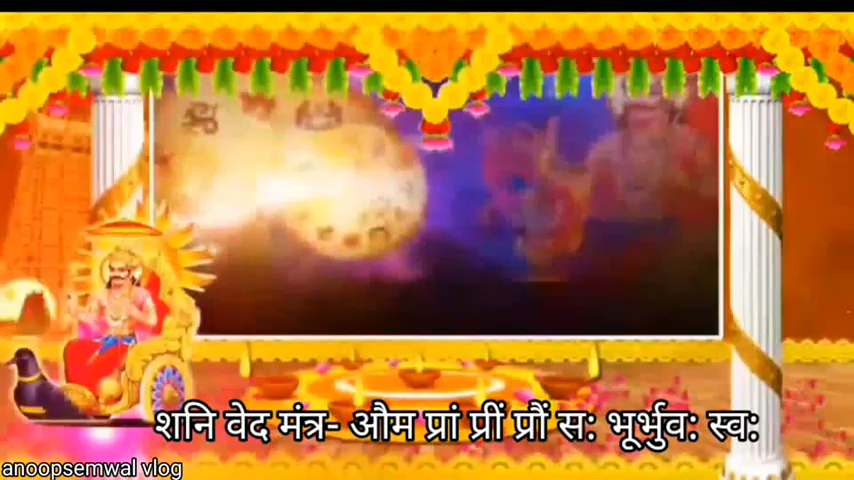 शनि वेद मंत्र- औम प्रां प्रीं प्रौं स: भूर्भुव: स्व:
anoopsemwal vlog